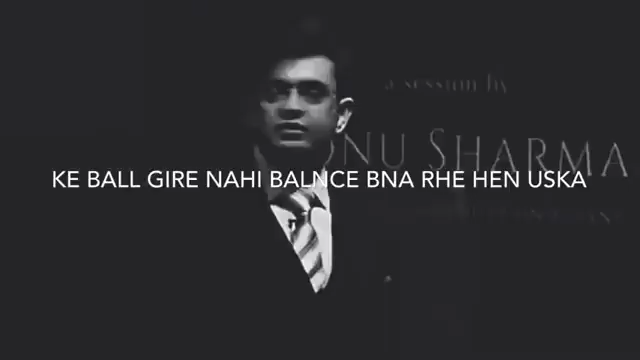 a session by
NU SHARMA
KE BALL GIRE NAHI BALNCE BNA RHE HEN USKA